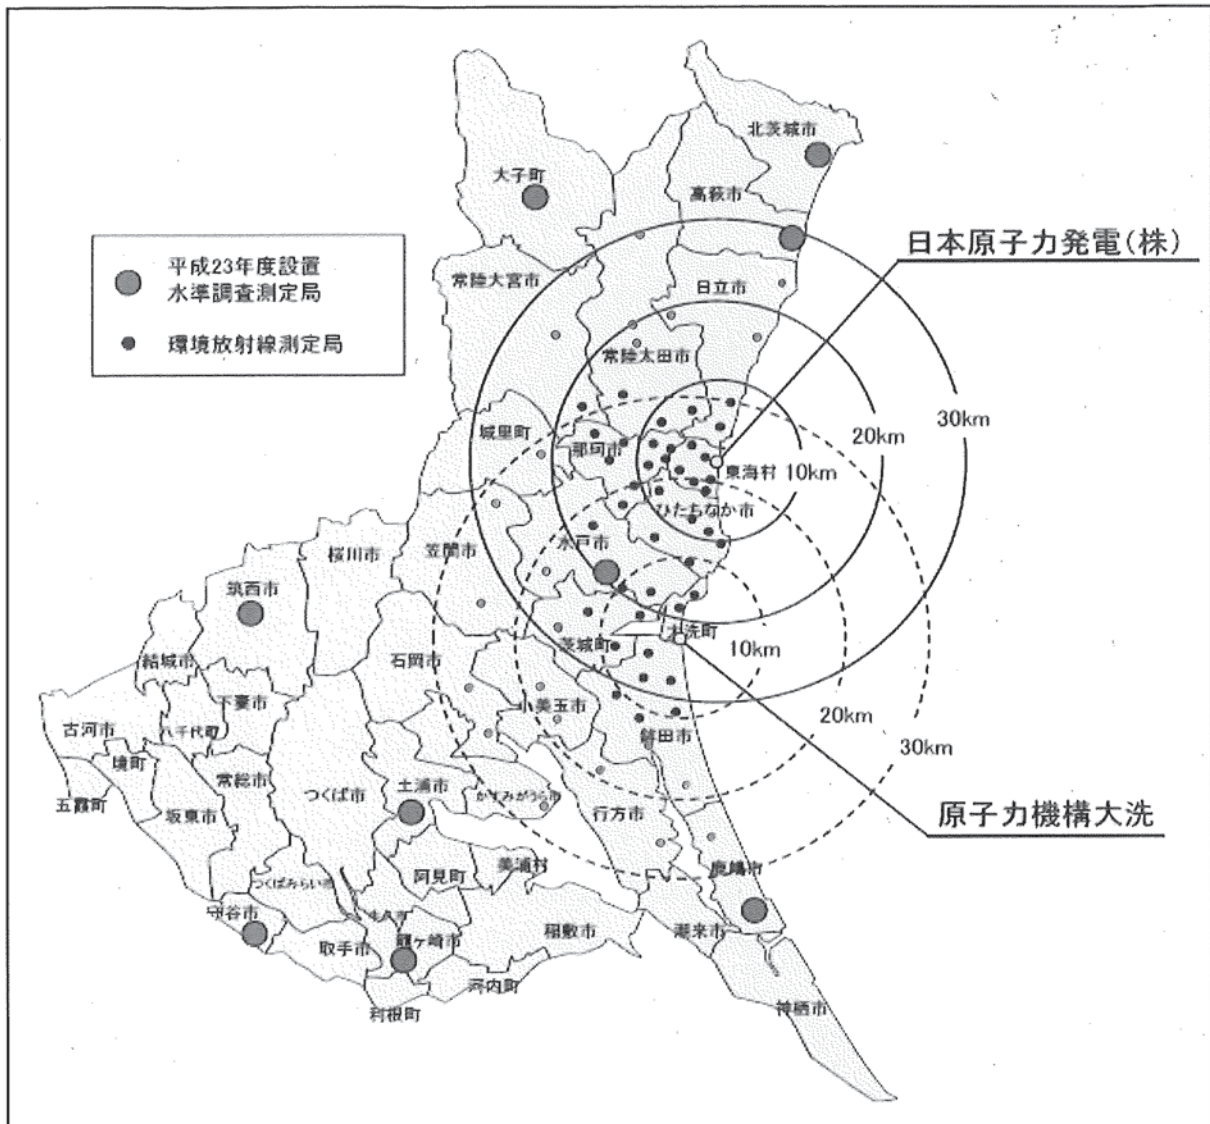 北茨城市
大子町
高萩市
日本原子力発電(株)
平成23年度設置
水準調査測定局
環境放射線測定局
常陸大宮市
日立市
常陸太田市
30km
20km
城里町
那珂市
東海村 10km
ひたちなか市
水戸市
笠間市
桜川市
筑西市
大洗町
茨城町
10km
結城市
石岡市
下妻市
小美玉市
20km
古河市
八千代町
鉾田市
30km
境町
常総市
つくば市
土浦市
かすみがうら市
五霞町
坂東市
行方市
原子力機構大洗
美浦村
阿見町
鹿嶋市
つくばみらい市
守谷市
牛久市
取手市
龍ヶ崎市
稲敷市
潮来市
河内町
利根町
神栖市